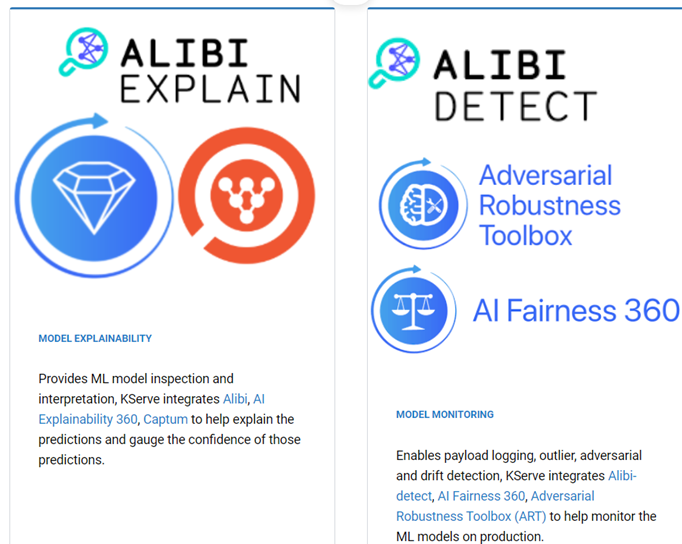 ALIBI
EXPLAIN
MODEL EXPLAINABILITY
Provides ML model inspection and
interpretation, KServe integrates Alibi, AI
Explainability 360, Captum to help explain the
predictions and gauge the confidence of those
predictions.
ALIBI
DETECT
Adversarial
Robustness
Toolbox
AI Fairness 360
MODEL MONITORING
Enables payload logging, outlier, adversarial
and drift detection, KServe integrates Alibi-
detect, AI Fairness 360, Adversarial
Robustness Toolbox (ART) to help monitor the
ML models on production.